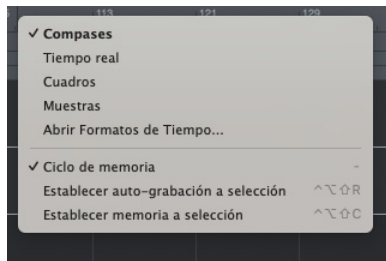 113 121 129
✓ Compases
Tiempo real
Cuadros
Muestras
Abrir Formatos de Tiempo...
✓ Ciclo de memoria -
Establecer auto-grabación a selección ^⌥⇧R
Establecer memoria a selección ^⌥⇧C